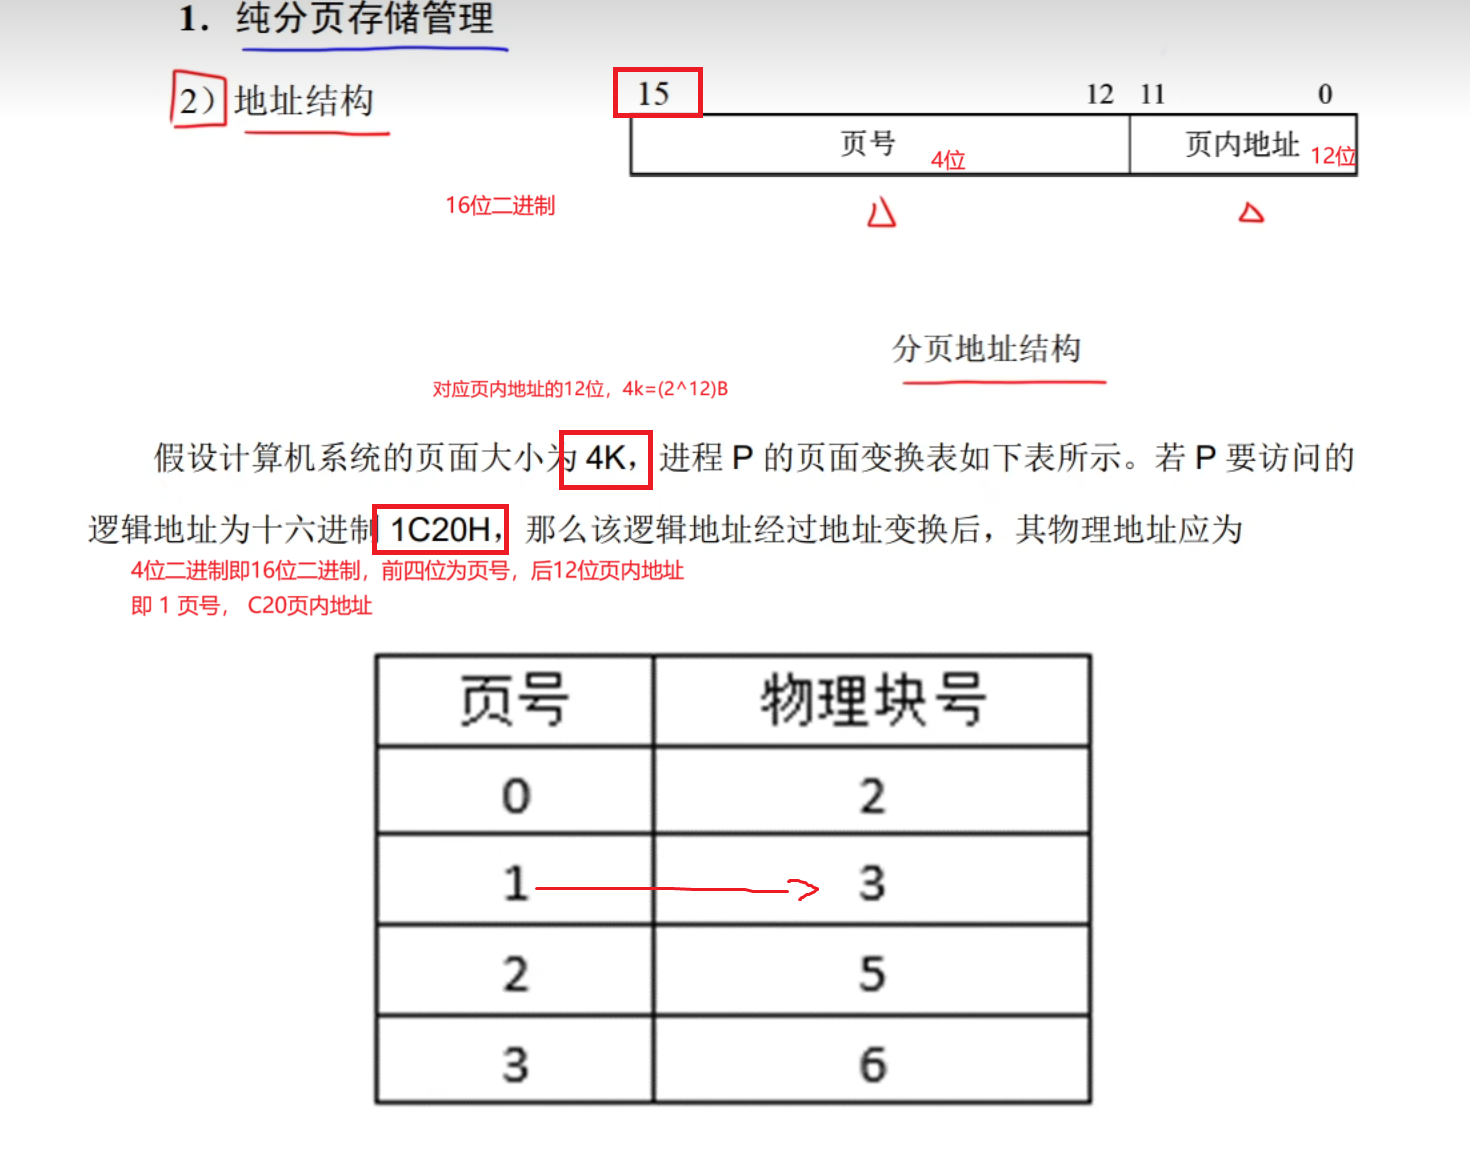 1. 纯分页存储管理
2）地址结构
15 12 11 0
页号 4位 页内地址 12位
16位二进制
分页地址结构
对应页内地址的12位，4k=(2^12)B
假设计算机系统的页面大小为 4K，进程 P 的页面变换表如下表所示。若 P 要访问的
逻辑地址为十六进制 1C20H，那么该逻辑地址经过地址变换后，其物理地址应为
4位二进制即16位二进制，前四位为页号，后12位页内地址
即 1 页号， C20页内地址
页号 物理块号
0 2
1 3
2 5
3 6